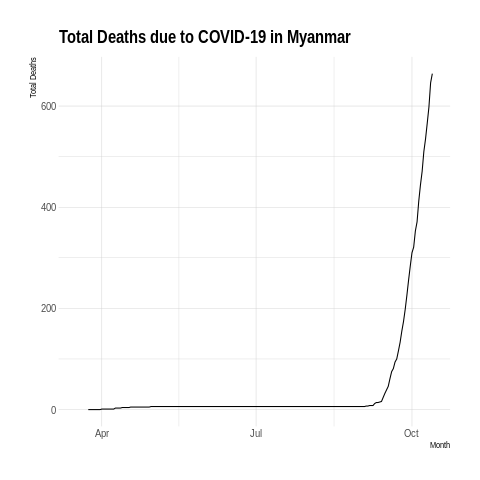 Total Deaths due to COVID-19 in Myanmar
Total Deaths
600
400
200
0
Apr
Jul
Oct
Month